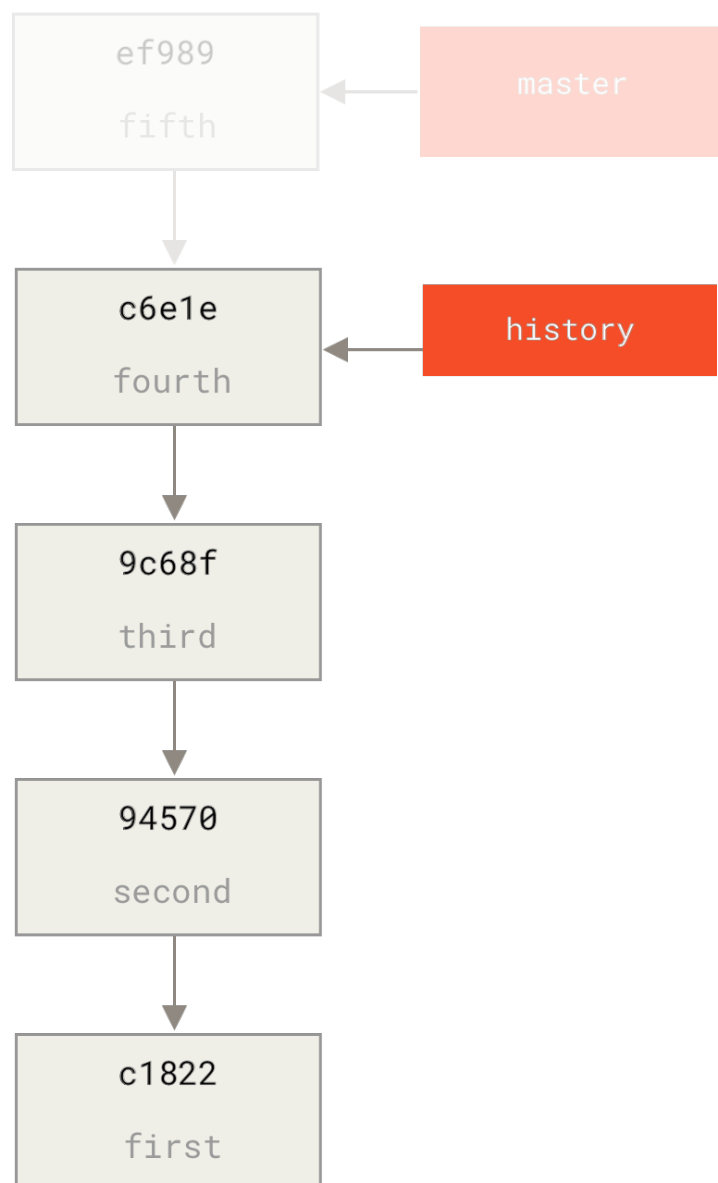 ef989
fifth
master
c6e1e
fourth
history
9c68f
third
94570
second
c1822
first